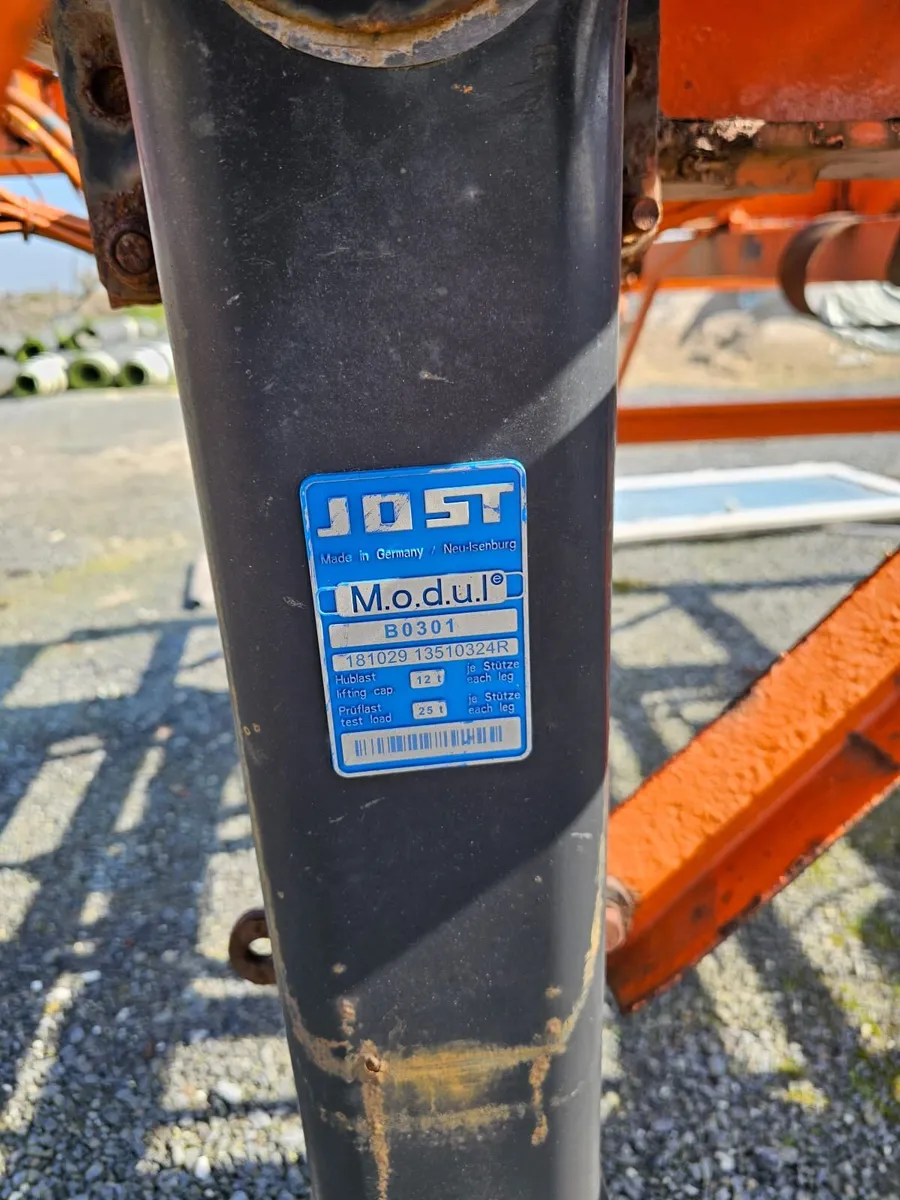 JOST
Made in Germany / Neu-Isenburg
M.o.d.u.l e
B0301
181029 13510324R
Hublast 12 t je Stütze
lifting cap. each leg
Prüflast 25 t je Stütze
test load each leg